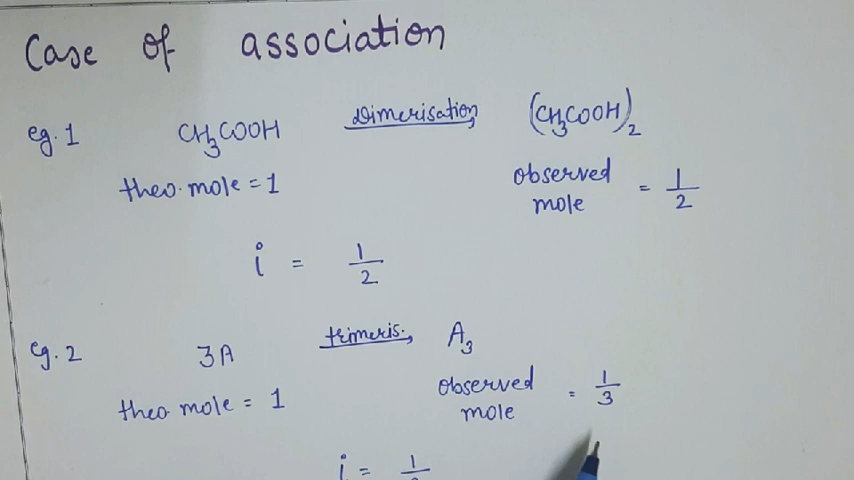 Case of association
eg. 1 CH3COOH Dimerisation (CH3COOH)2
theo. mole = 1 observed mole = 1/2
i = 1/2
eg. 2 3A trimeris. A3
theo mole = 1 observed mole = 1/3
i = 1